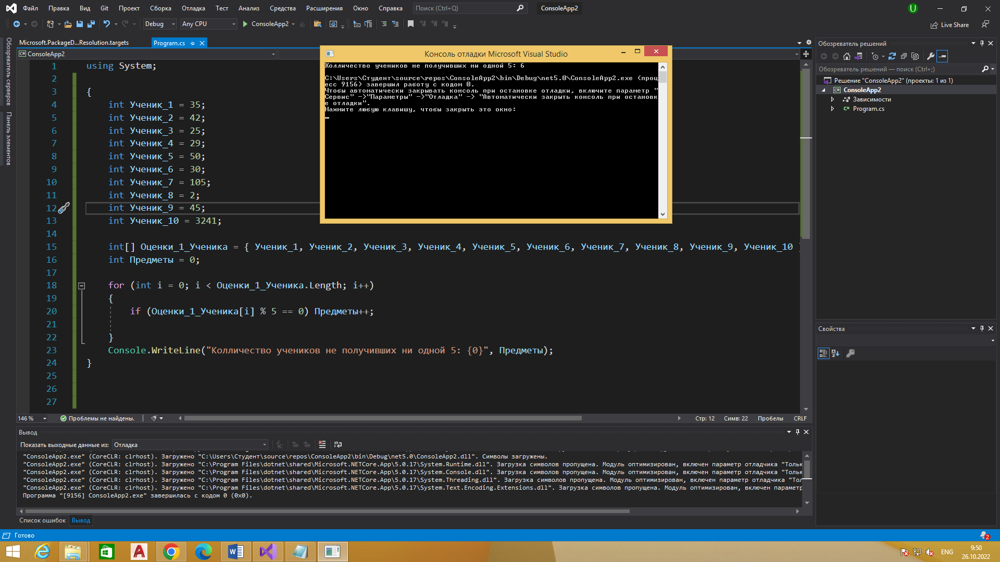 Файл Правка Вид Git Проект Сборка Отладка Тест Анализ Средства Расширения Окно Справка Поиск (Ctrl+Q) ConsoleApp2 U
Debug Any CPU ConsoleApp2 Live Share
Обозреватель серверов
Панель элементов
Microsoft.PackageD...Resolution.targets Program.cs
ConsoleApp2
1 using System;
2
3 {
4 int Ученик_1 = 35;
5 int Ученик_2 = 42;
6 int Ученик_3 = 25;
7 int Ученик_4 = 29;
8 int Ученик_5 = 50;
9 int Ученик_6 = 30;
10 int Ученик_7 = 105;
11 int Ученик_8 = 2;
12 int Ученик_9 = 45;
13 int Ученик_10 = 3241;
14
15 int[] Оценки_1_Ученика = { Ученик_1, Ученик_2, Ученик_3, Ученик_4, Ученик_5, Ученик_6, Ученик_7, Ученик_8, Ученик_9, Ученик_10
16 int Предметы = 0;
17
18 for (int i = 0; i < Оценки_1_Ученика.Length; i++)
19 {
20 if (Оценки_1_Ученика[i] % 5 == 0) Предметы++;
21
22 }
23 Console.WriteLine("Колличество учеников не получивших ни одной 5: {0}", Предметы);
24 }
25
26
27
Консоль отладки Microsoft Visual Studio
Колличество учеников не получивших ни одной 5: 6
C:\Users\Студент\source\repos\ConsoleApp2\bin\Debug\net5.0\ConsoleApp2.exe (проц
есс 9156) завершил работу с кодом 0.
Чтобы автоматически закрывать консоль при остановке отладки, включите параметр "
Сервис" ->"Параметры" ->"Отладка" -> "Автоматически закрыть консоль при остановк
е отладки".
Нажмите любую клавишу, чтобы закрыть это окно:
Обозреватель решений
Обозреватель решений — поиск (Ctrl+;)
Решение "ConsoleApp2" (проекты: 1 из 1)
ConsoleApp2
Зависимости
C# Program.cs
Свойства
146 % Проблемы не найдены. Стр: 12 Симв: 22 Пробелы CRLF
Вывод
Показать выходные данные из: Отладка
"ConsoleApp2.exe" (CoreCLR: clrhost). Загружено "C:\Users\Студент\source\repos\ConsoleApp2\bin\Debug\net5.0\ConsoleApp2.dll". Символы загружены.
"ConsoleApp2.exe" (CoreCLR: clrhost). Загружено "C:\Program Files\dotnet\shared\Microsoft.NETCore.App\5.0.17\System.Runtime.dll". Загрузка символов пропущена. Модуль оптимизирован, включен параметр отладчика "Тольк
"ConsoleApp2.exe" (CoreCLR: clrhost). Загружено "C:\Program Files\dotnet\shared\Microsoft.NETCore.App\5.0.17\System.Console.dll". Загрузка символов пропущена. Модуль оптимизирован, включен параметр отладчика "Тольк
"ConsoleApp2.exe" (CoreCLR: clrhost). Загружено "C:\Program Files\dotnet\shared\Microsoft.NETCore.App\5.0.17\System.Threading.dll". Загрузка символов пропущена. Модуль оптимизирован, включен параметр отладчика "Тол
"ConsoleApp2.exe" (CoreCLR: clrhost). Загружено "C:\Program Files\dotnet\shared\Microsoft.NETCore.App\5.0.17\System.Text.Encoding.Extensions.dll". Загрузка символов пропущена. Модуль оптимизирован, включен параметр
Программа "[9156] ConsoleApp2.exe" завершилась с кодом 0 (0x0).
Список ошибок Вывод
Готово 2
ENG 9:50
26.10.2022